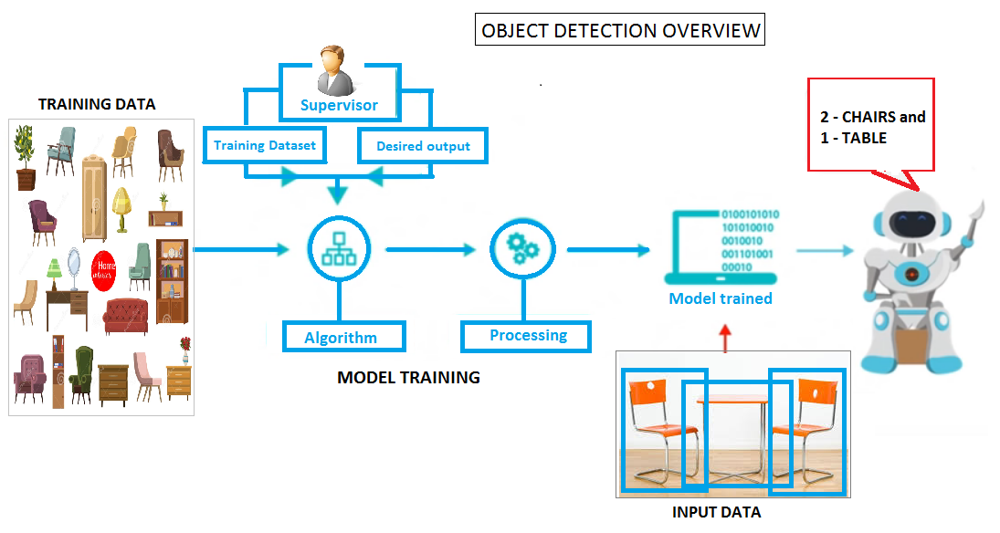 OBJECT DETECTION OVERVIEW
TRAINING DATA
Supervisor
Training Dataset
Desired output
2 - CHAIRS and
1 - TABLE
0100101010
101010010
0010010
001101001
00010
Home
Model trained
Algorithm
Processing
MODEL TRAINING
INPUT DATA